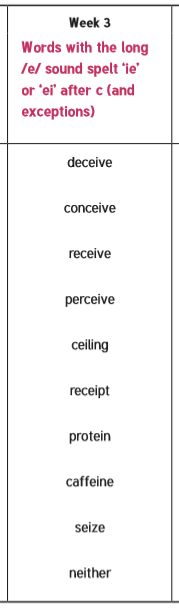 Week 3
Words with the long
/e/ sound spelt ‘ie’
or ‘ei’ after c (and
exceptions)
deceive
conceive
receive
perceive
ceiling
receipt
protein
caffeine
seize
neither